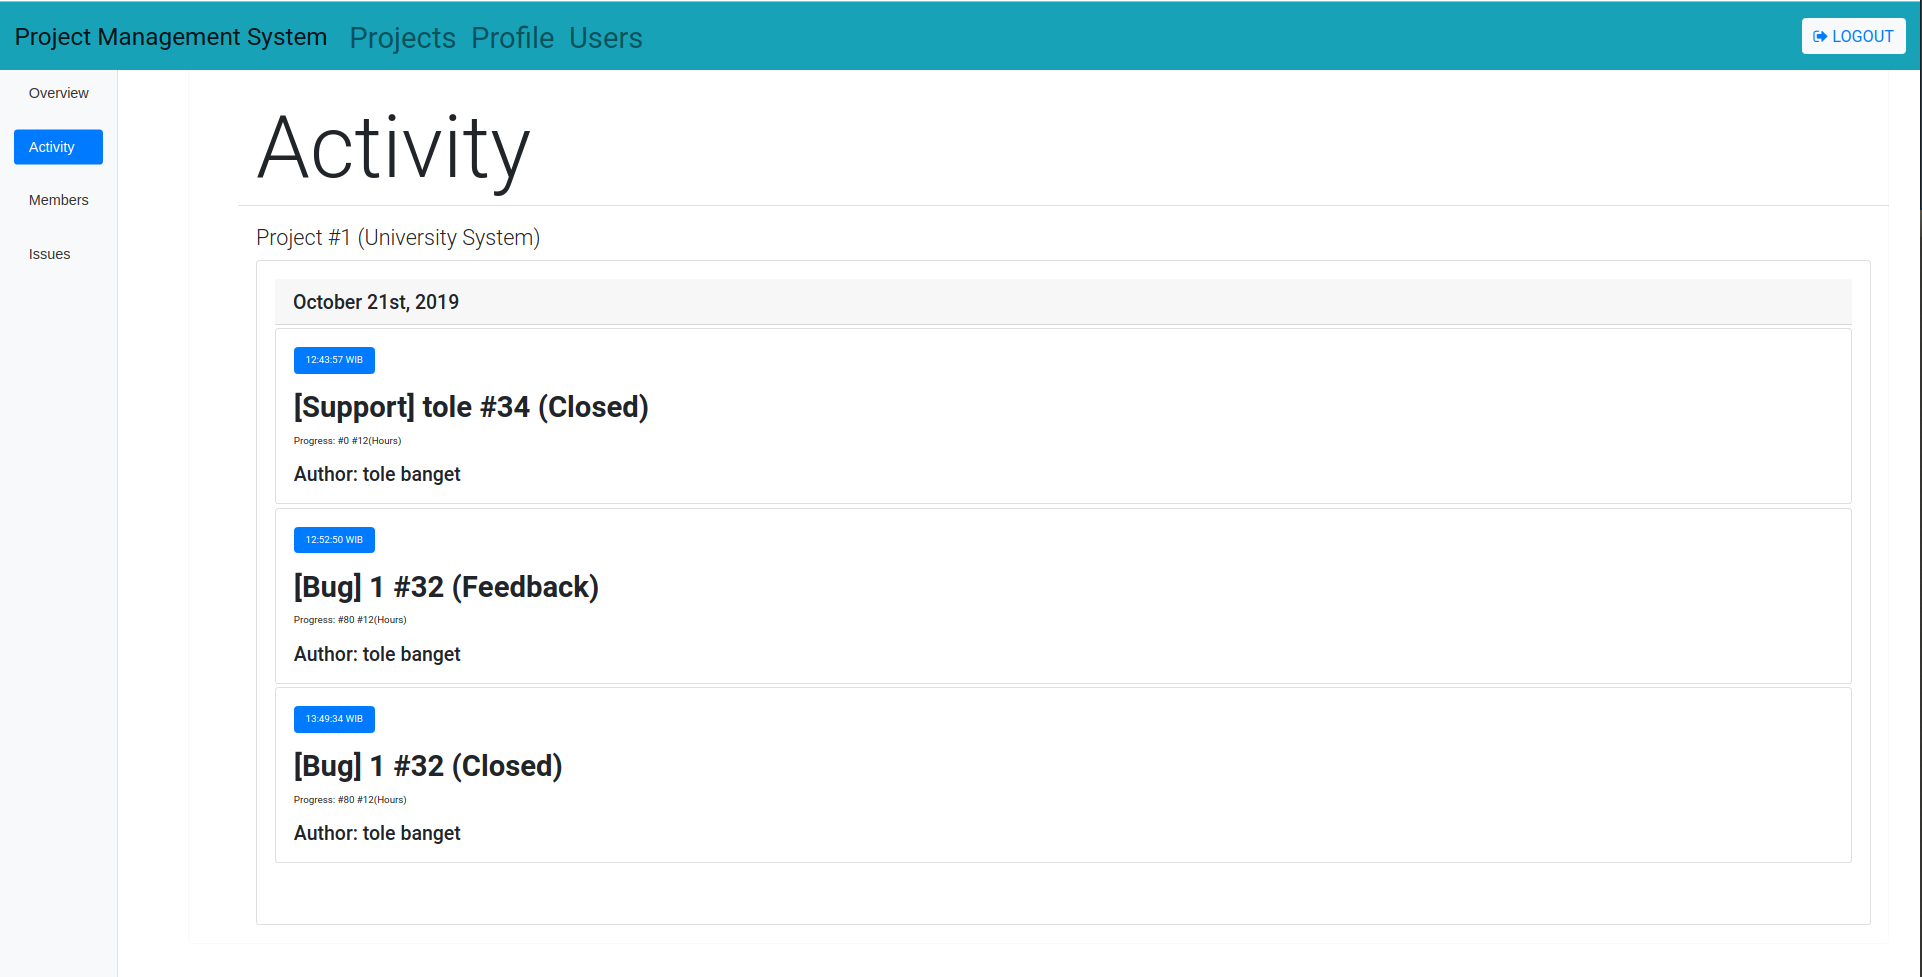 Project Management System Projects Profile Users LOGOUT
Overview
Activity
Members
Issues
Activity
Project #1 (University System)
October 21st, 2019
12:43:57 WIB
[Support] tole #34 (Closed)
Progress: #0 #12(Hours)
Author: tole banget
12:52:50 WIB
[Bug] 1 #32 (Feedback)
Progress: #80 #12(Hours)
Author: tole banget
13:49:34 WIB
[Bug] 1 #32 (Closed)
Progress: #80 #12(Hours)
Author: tole banget